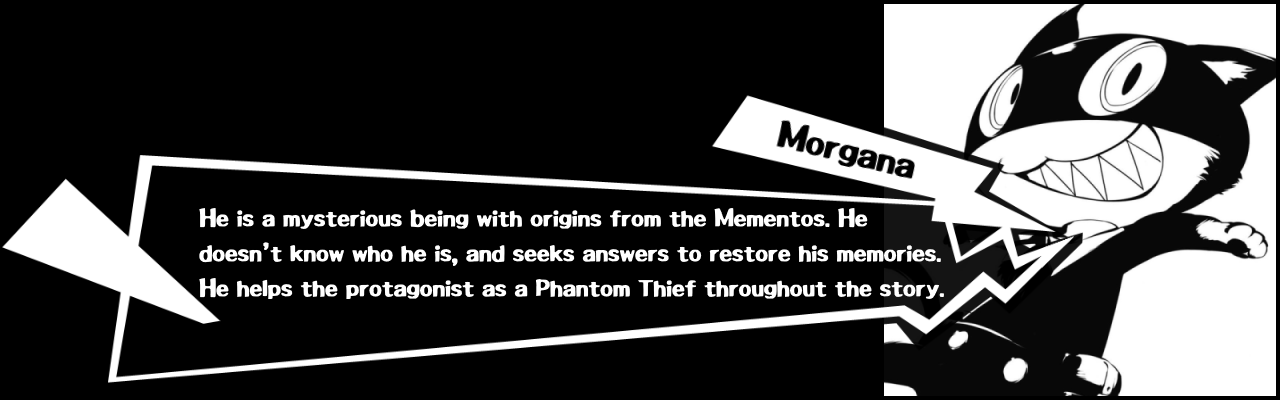 Morgana
He is a mysterious being with origins from the Mementos. He
doesn't know who he is, and seeks answers to restore his memories.
He helps the protagonist as a Phantom Thief throughout the story.